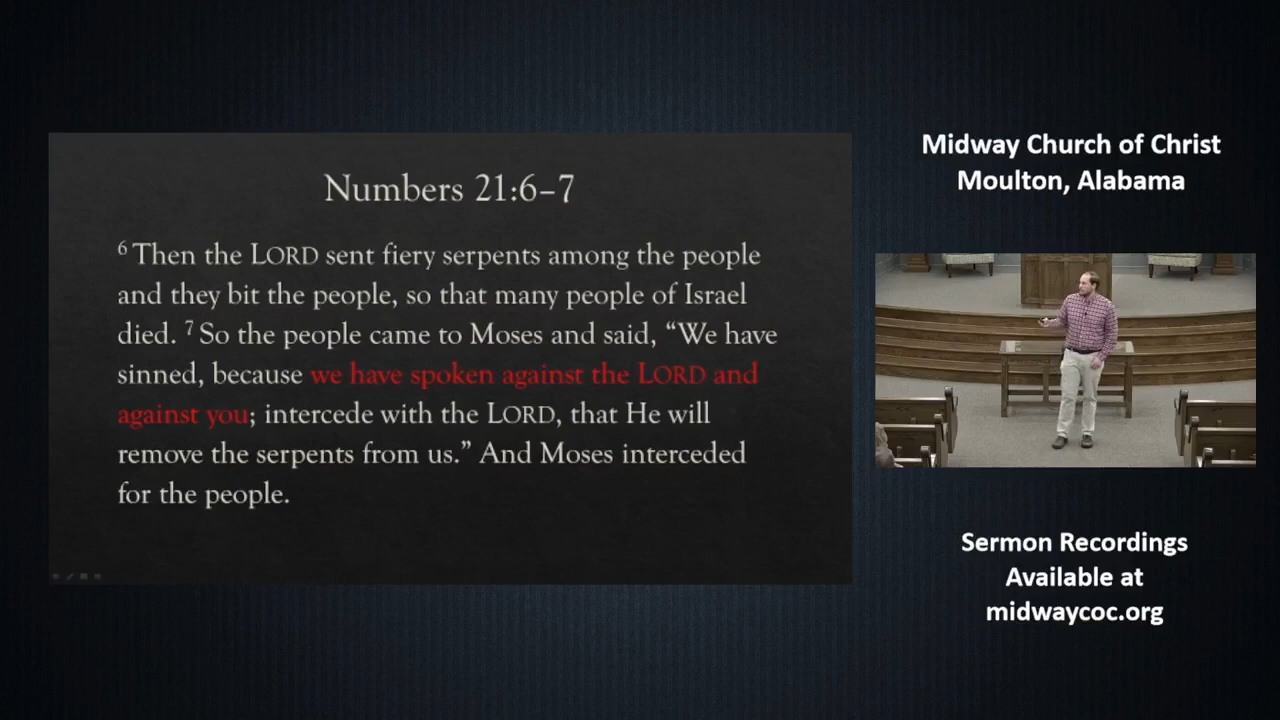 Numbers 21:6–7
6 Then the LORD sent fiery serpents among the people
and they bit the people, so that many people of Israel
died. 7 So the people came to Moses and said, “We have
sinned, because we have spoken against the LORD and
against you; intercede with the LORD, that He will
remove the serpents from us.” And Moses interceded
for the people.
Midway Church of Christ
Moulton, Alabama
Sermon Recordings
Available at
midwaycoc.org